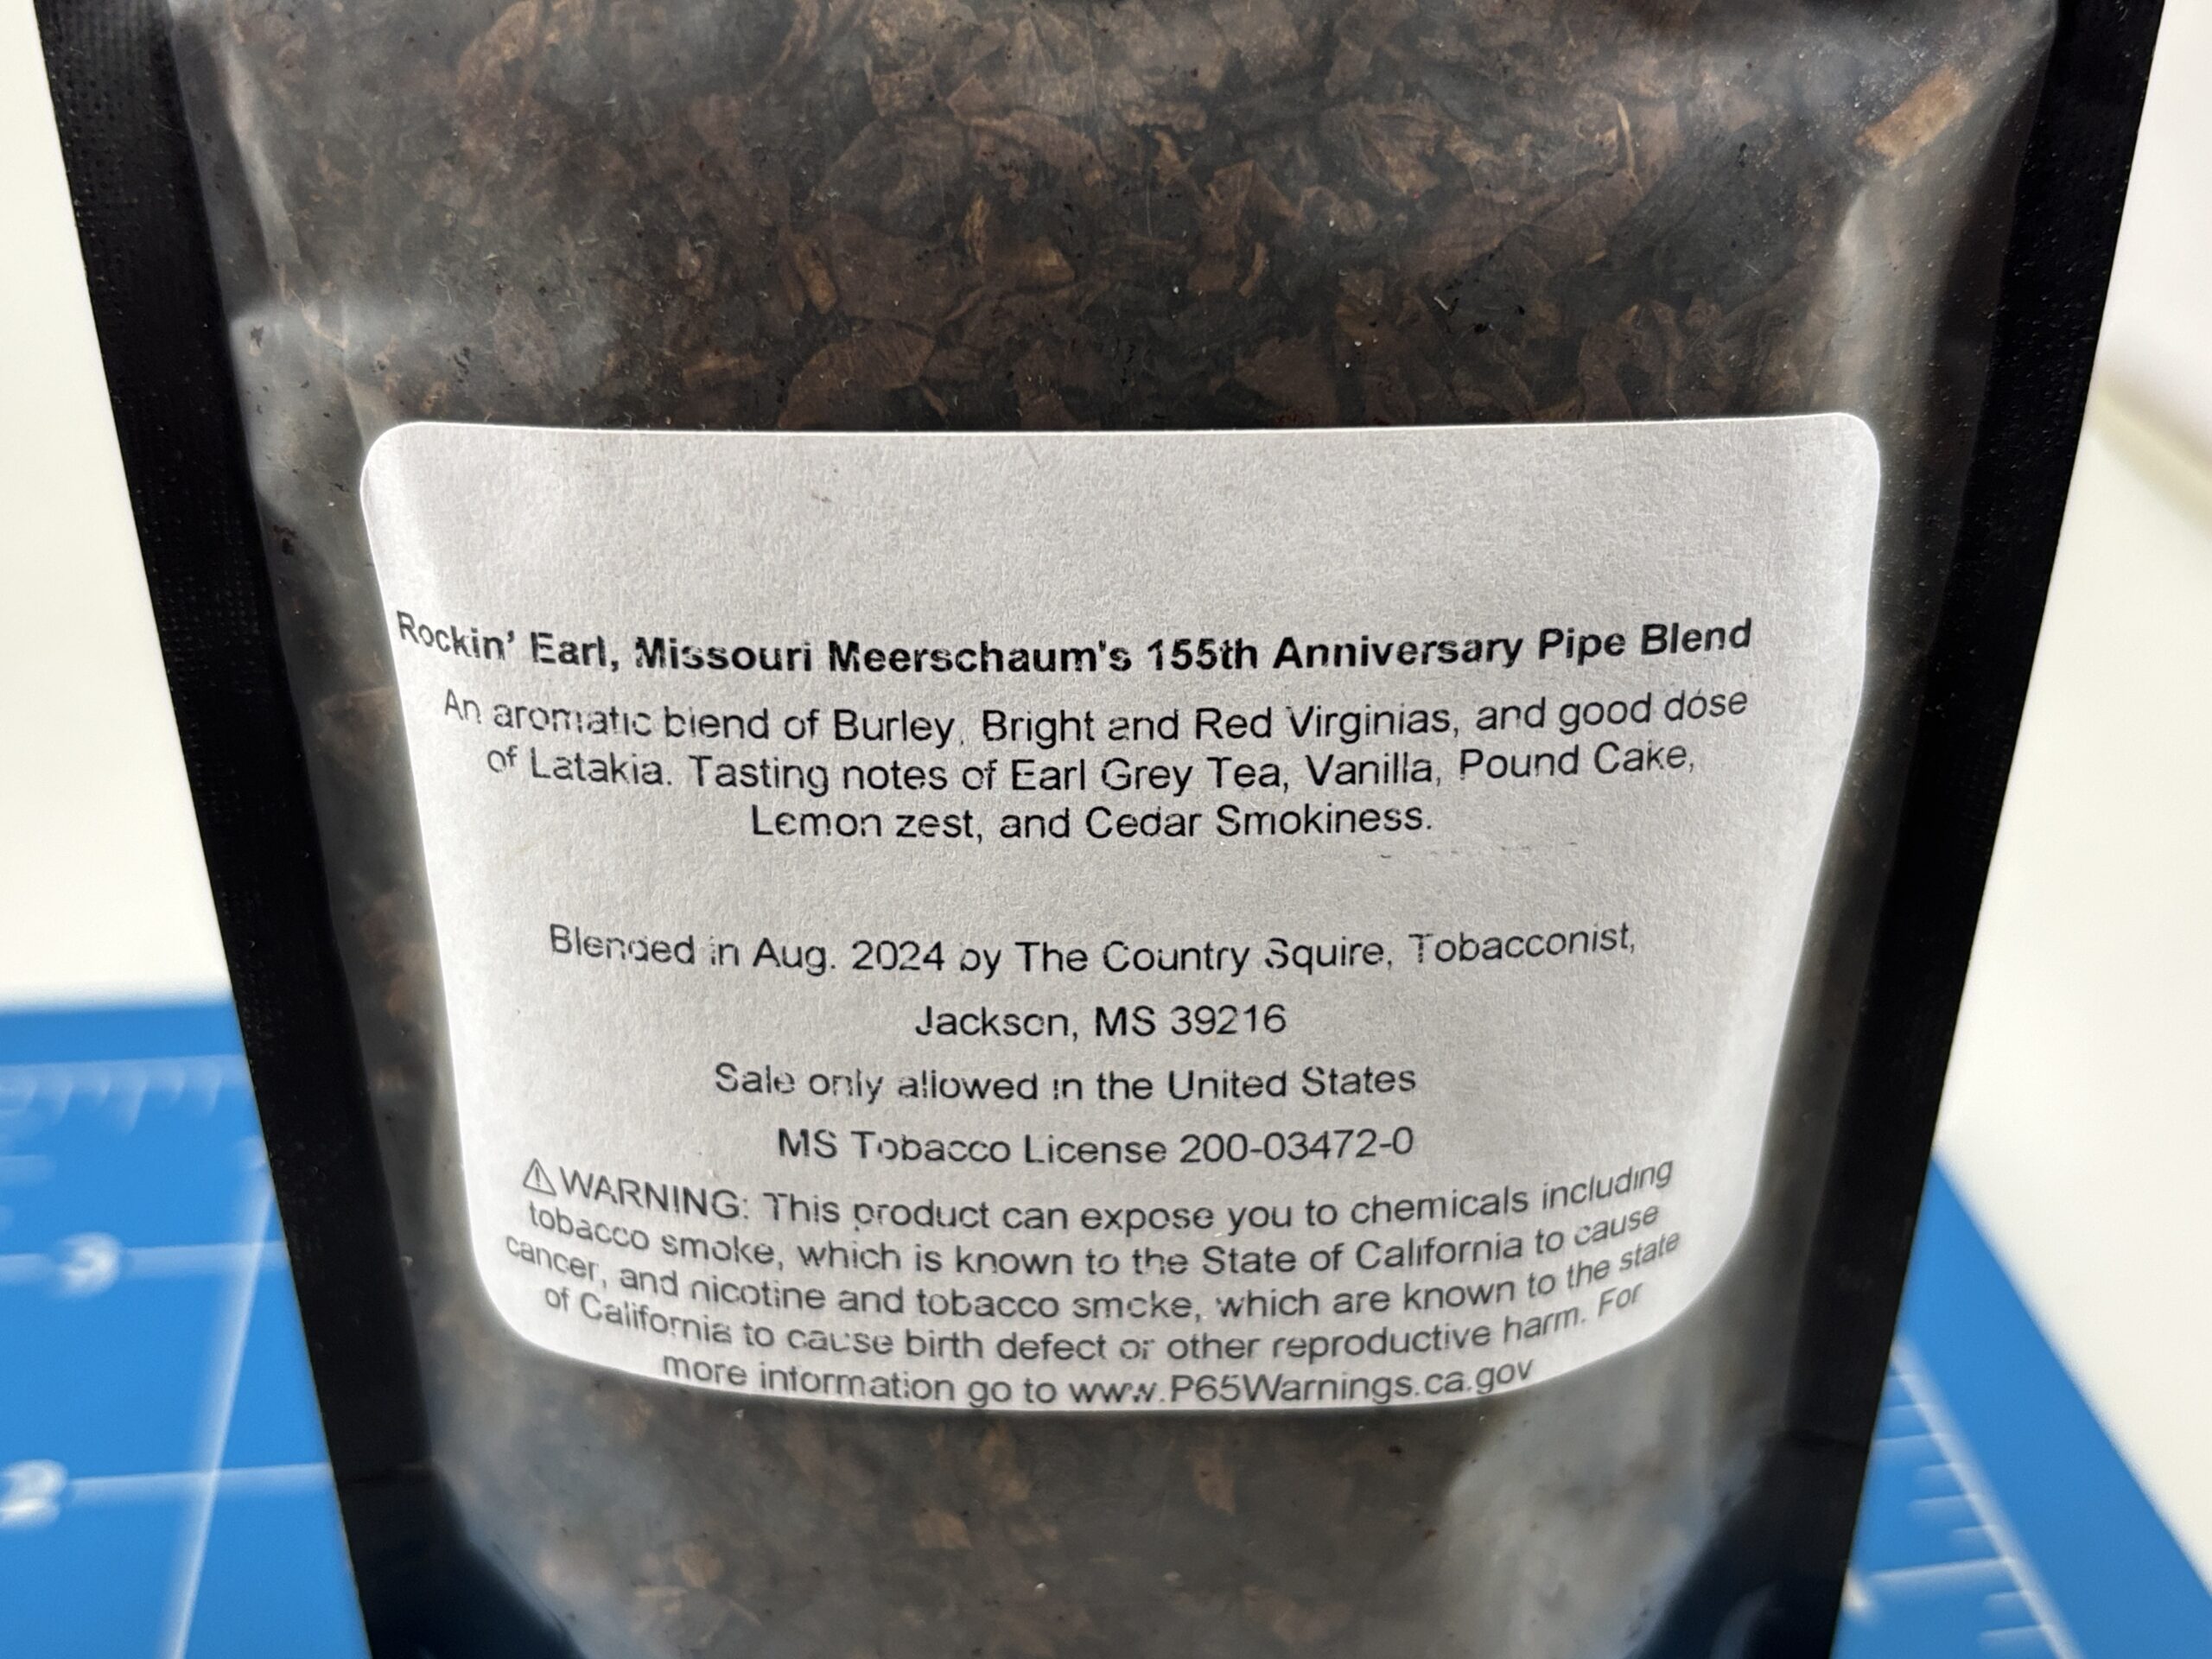 Rockin' Earl, Missouri Meerschaum's 155th Anniversary Pipe Blend
An aromatic blend of Burley, Bright and Red Virginias, and good dose
of Latakia. Tasting notes of Earl Grey Tea, Vanilla, Pound Cake,
Lemon zest, and Cedar Smokiness.
Blended in Aug. 2024 by The Country Squire, Tobacconist,
Jackson, MS 39216
Sale only allowed in the United States
MS Tobacco License 200-03472-0
⚠WARNING: This product can expose you to chemicals including
tobacco smoke, which is known to the State of California to cause
cancer, and nicotine and tobacco smoke, which are known to the state
of California to cause birth defect or other reproductive harm. For
more information go to www.P65Warnings.ca.gov
3
2